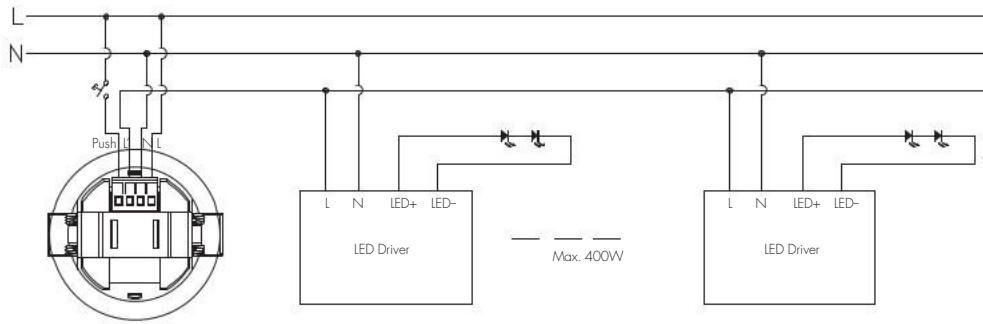 L
N
Push L' N L
L N LED+ LED-
LED Driver
Max. 400W
L N LED+ LED-
LED Driver